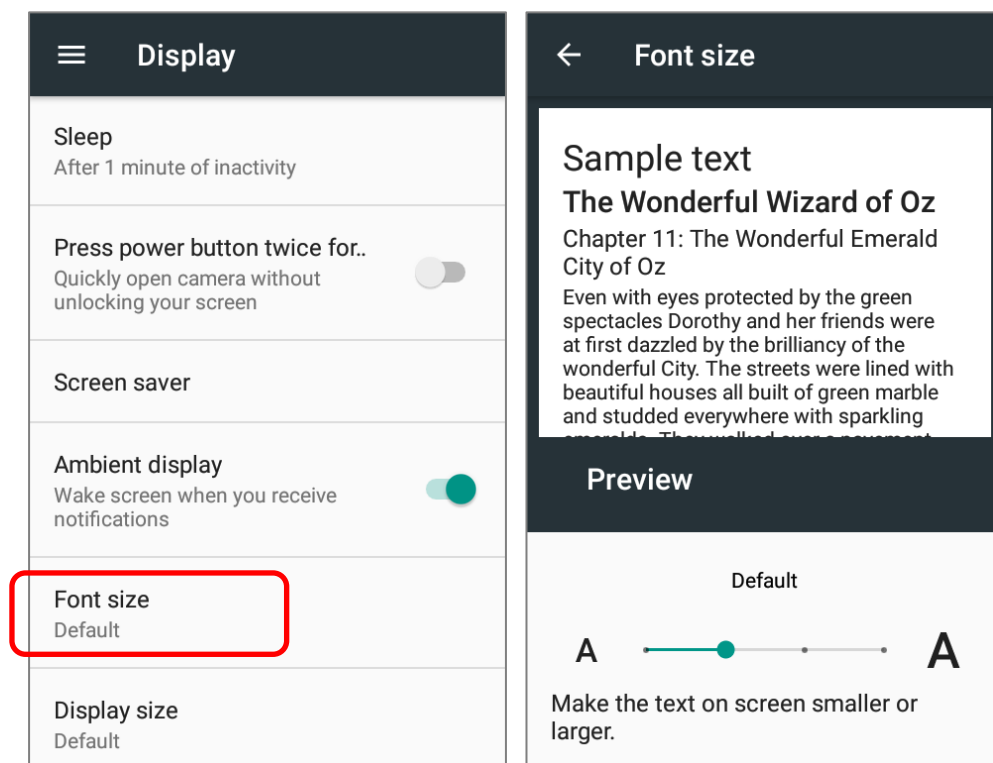 Display
Sleep
After 1 minute of inactivity
Press power button twice for..
Quickly open camera without
unlocking your screen
Screen saver
Ambient display
Wake screen when you receive
notifications
Font size
Default
Display size
Default
Font size
Sample text
The Wonderful Wizard of Oz
Chapter 11: The Wonderful Emerald
City of Oz
Even with eyes protected by the green
spectacles Dorothy and her friends were
at first dazzled by the brilliancy of the
wonderful City. The streets were lined with
beautiful houses all built of green marble
and studded everywhere with sparkling
emeralds. They walked over a pavement
Preview
Default
A A
Make the text on screen smaller or
larger.